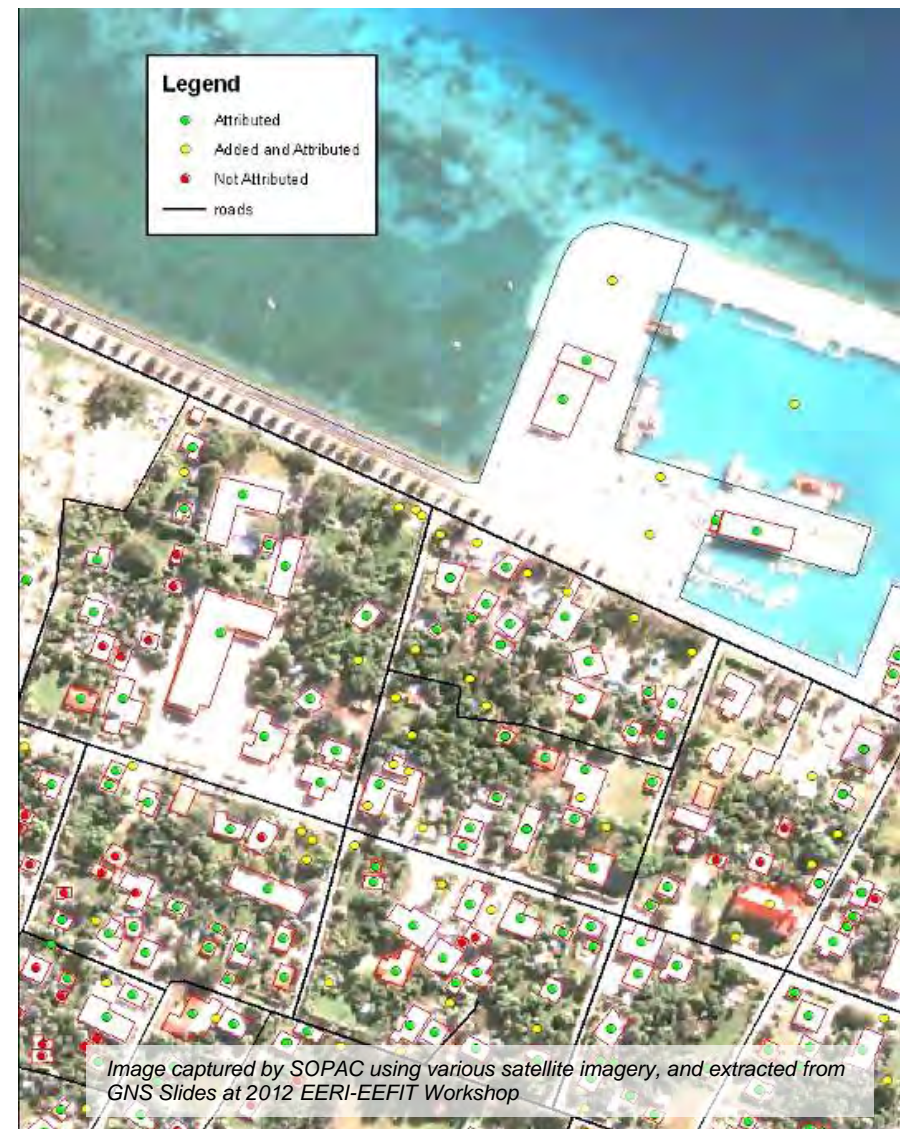 Legend
Attributed
Added and Attributed
Not Attributed
roads
Image captured by SOPAC using various satellite imagery, and extracted from
GNS Slides at 2012 EERI-EEFIT Workshop